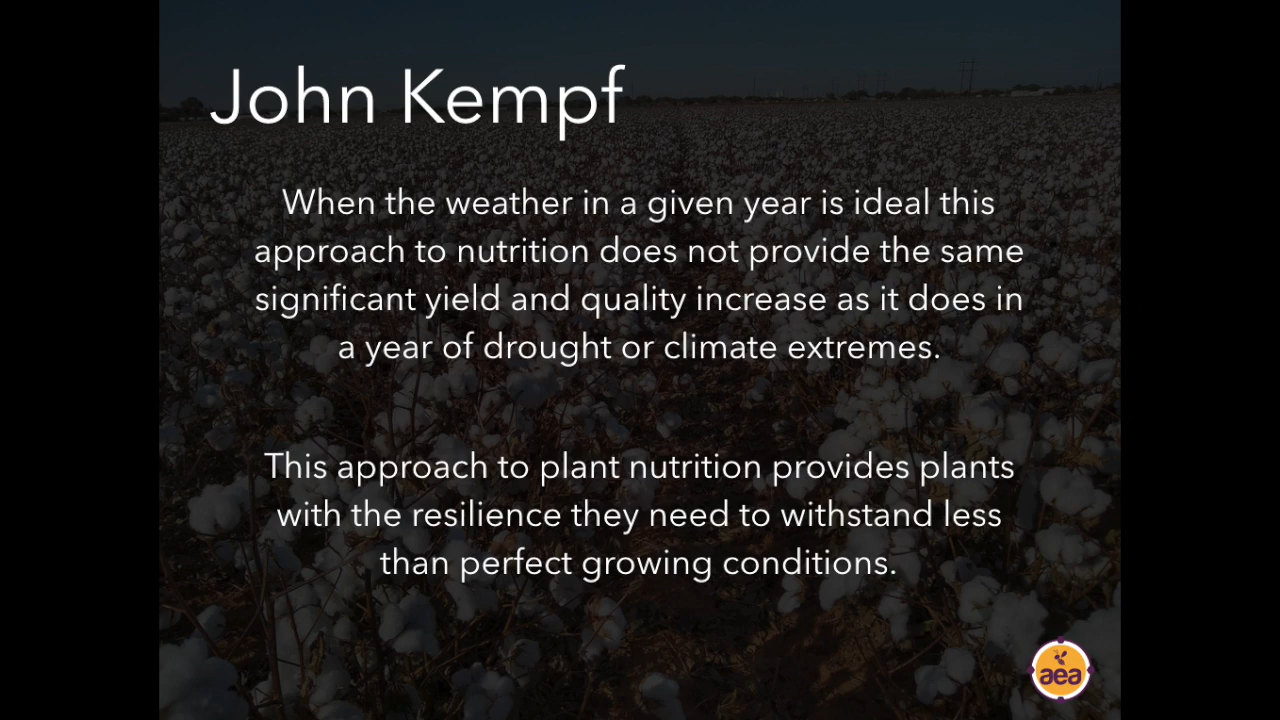 John Kempf
When the weather in a given year is ideal this
approach to nutrition does not provide the same
significant yield and quality increase as it does in
a year of drought or climate extremes.
This approach to plant nutrition provides plants
with the resilience they need to withstand less
than perfect growing conditions.
aea